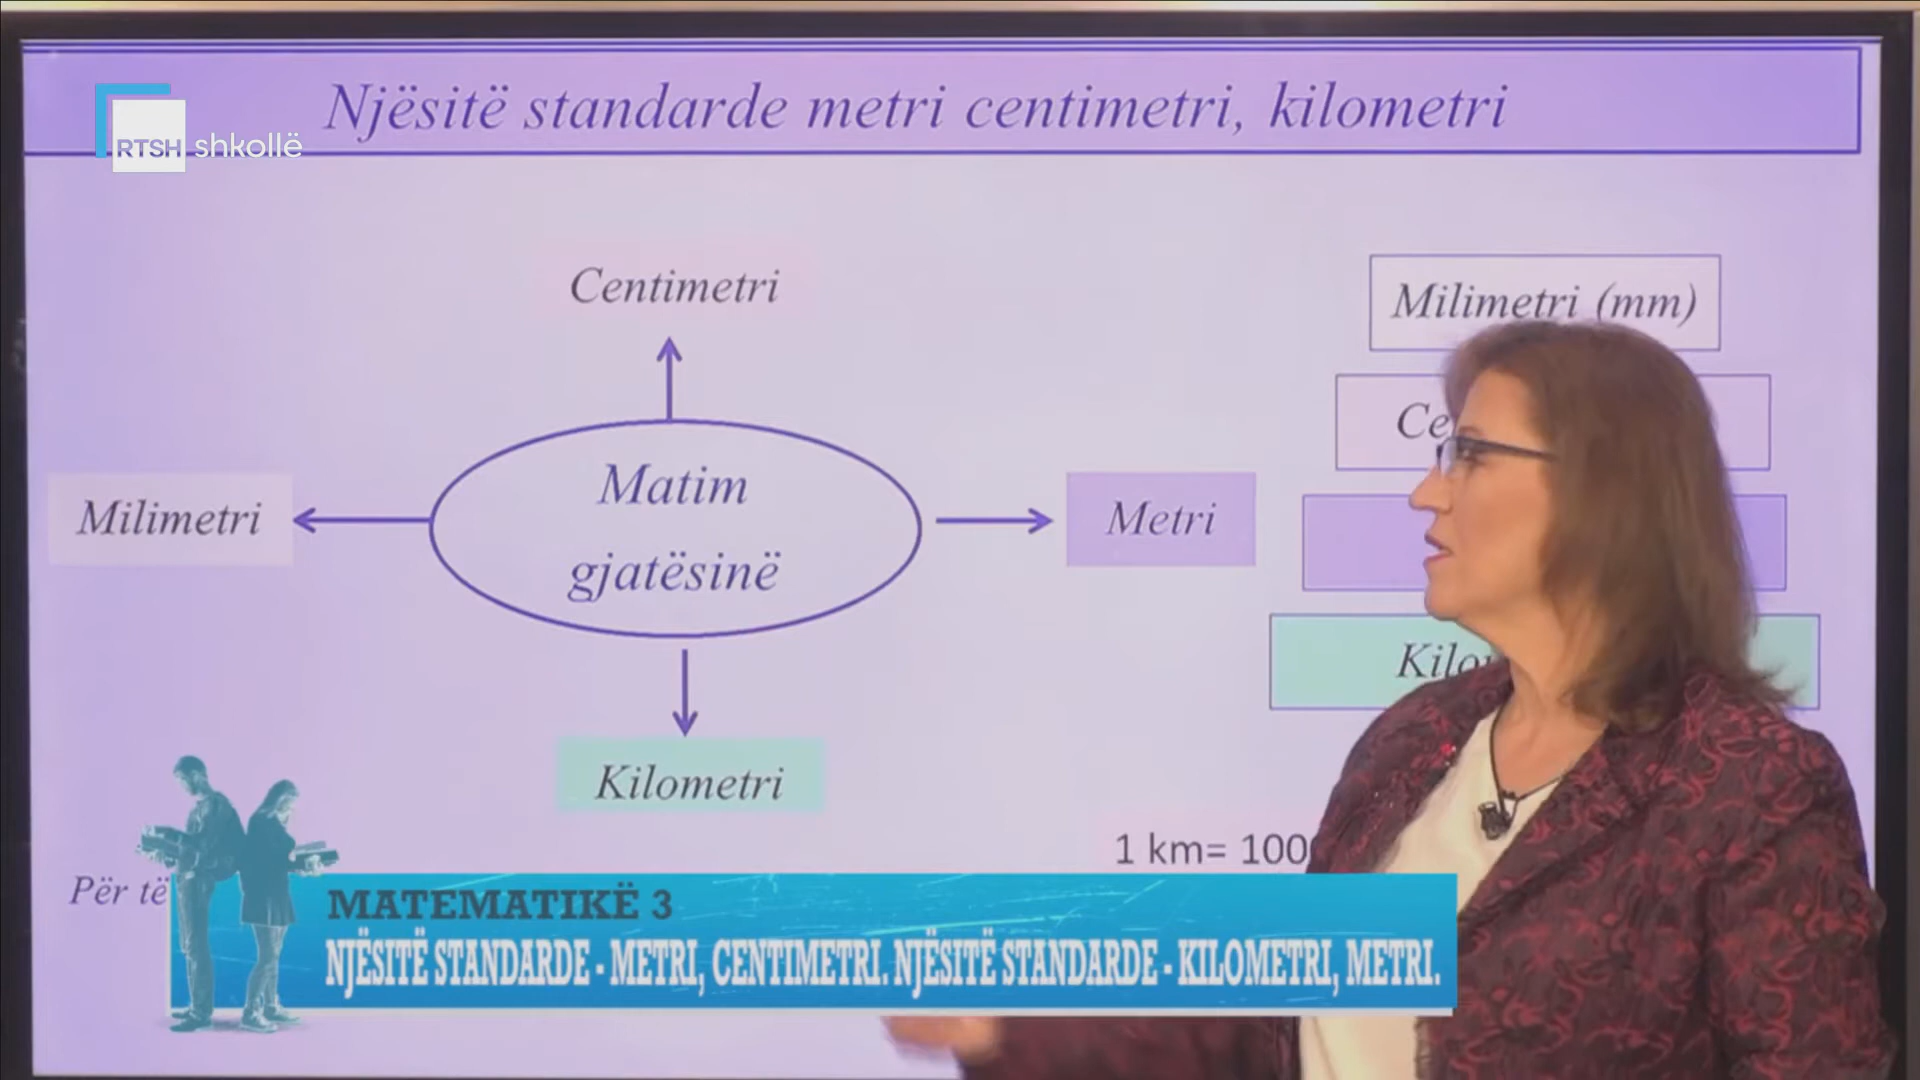 Njësitë standarde metri centimetri, kilometri
RTSH shkollë
Centimetri
Milimetri (mm)
Milimetri
Matim
gjatësinë
Metri
Kilometri
1 km= 100
Për të
MATEMATIKË 3
NJËSITË STANDARDE - METRI, CENTIMETRI. NJËSITË STANDARDE - KILOMETRI, METRI.